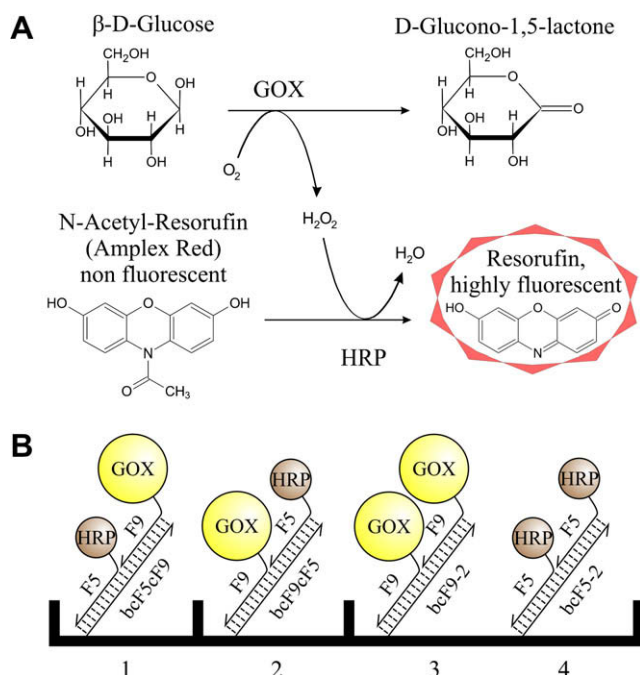 A
β-D-Glucose
D-Glucono-1,5-lactone
CH₂OH
H
O
OH
H
H
OH
H
OH
H
OH
GOX
CH₂OH
H
O
H
OH
H
OH
H
OH
O
O₂
H₂O₂
N-Acetyl-Resorufin
(Amplex Red)
non fluorescent
H₂O
Resorufin,
highly fluorescent
HO
O
OH
N
O
CH₃
HRP
HO
O
O
N
B
GOX
HRP
F9
F5
bcF5cF9
HRP
GOX
F5
F9
bcF9cF5
GOX
GOX
F9
F9
bcF9-2
HRP
HRP
F5
F5
bcF5-2
1 2 3 4